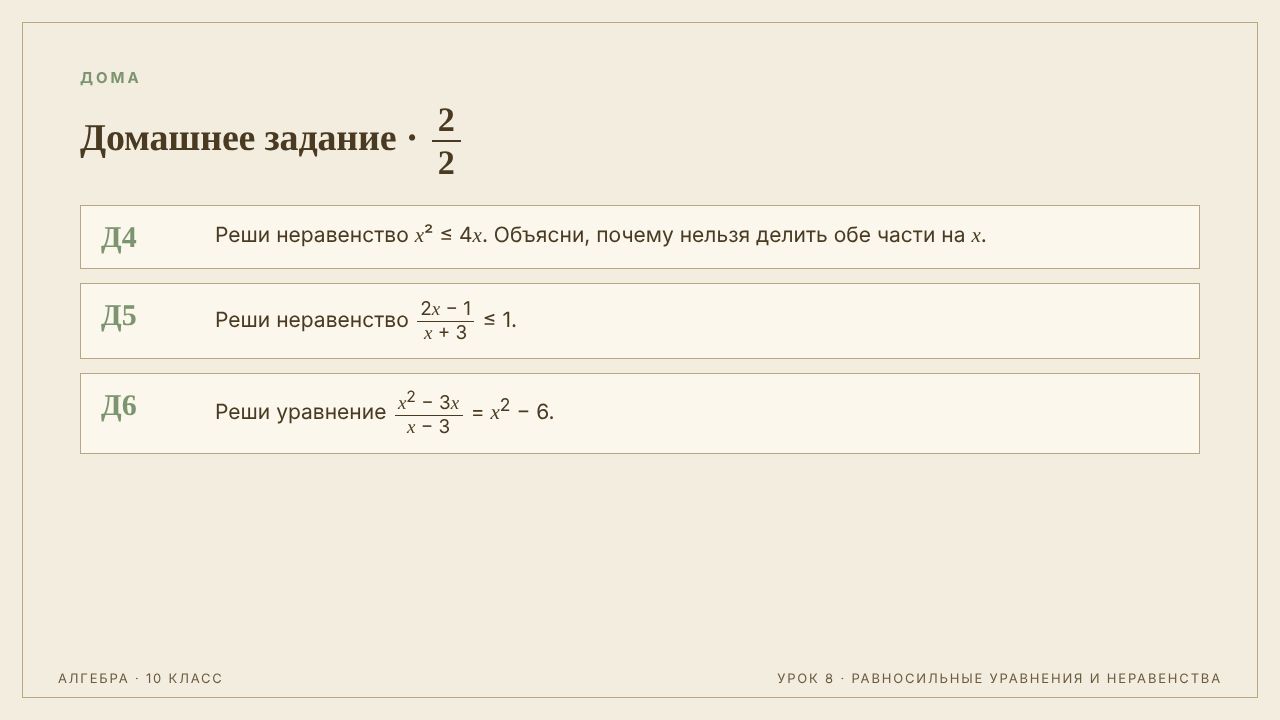 ДОМА
Домашнее задание · 2/2
Д4 Реши неравенство x² ≤ 4x. Объясни, почему нельзя делить обе части на x.
Д5 Реши неравенство (2x − 1)/(x + 3) ≤ 1.
Д6 Реши уравнение (x² − 3x)/(x − 3) = x² − 6.
АЛГЕБРА · 10 КЛАСС
УРОК 8 · РАВНОСИЛЬНЫЕ УРАВНЕНИЯ И НЕРАВЕНСТВА